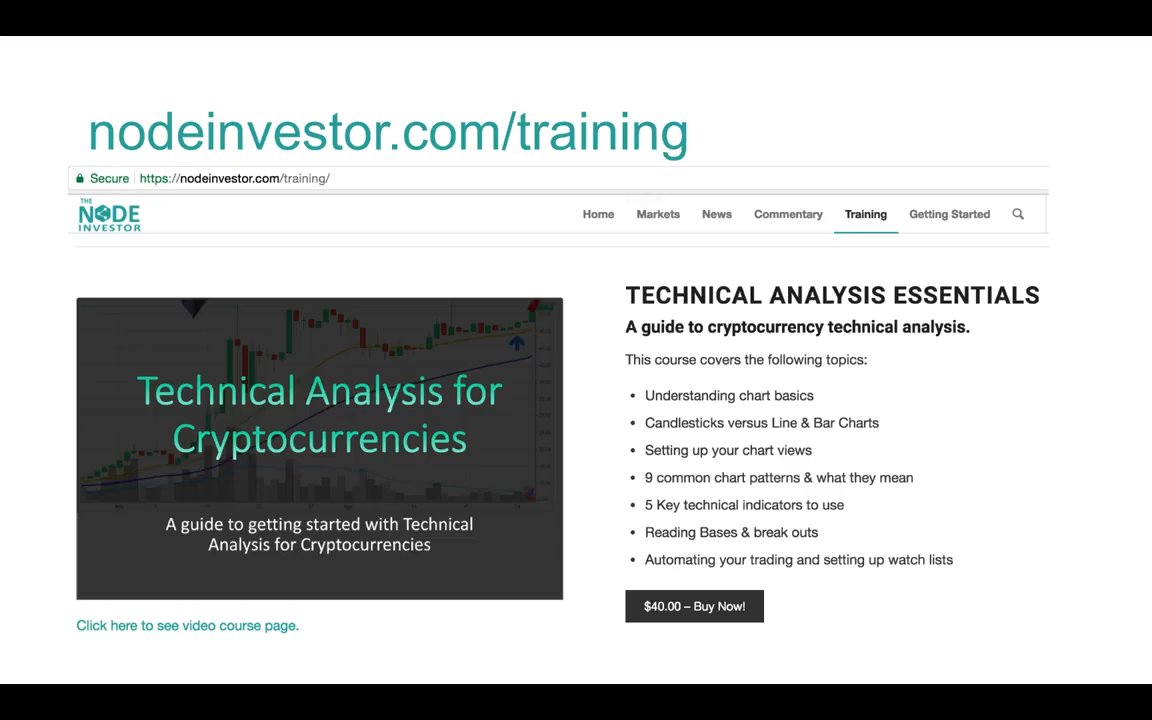 nodeinvestor.com/training
Secure https://nodeinvestor.com/training/
THE
NODE
INVESTOR
Home Markets News Commentary Training Getting Started
TECHNICAL ANALYSIS ESSENTIALS
A guide to cryptocurrency technical analysis.
This course covers the following topics:
• Understanding chart basics
• Candlesticks versus Line & Bar Charts
• Setting up your chart views
• 9 common chart patterns & what they mean
• 5 Key technical indicators to use
• Reading Bases & break outs
• Automating your trading and setting up watch lists
$40.00 – Buy Now!
Technical Analysis for
Cryptocurrencies
A guide to getting started with Technical
Analysis for Cryptocurrencies
Click here to see video course page.